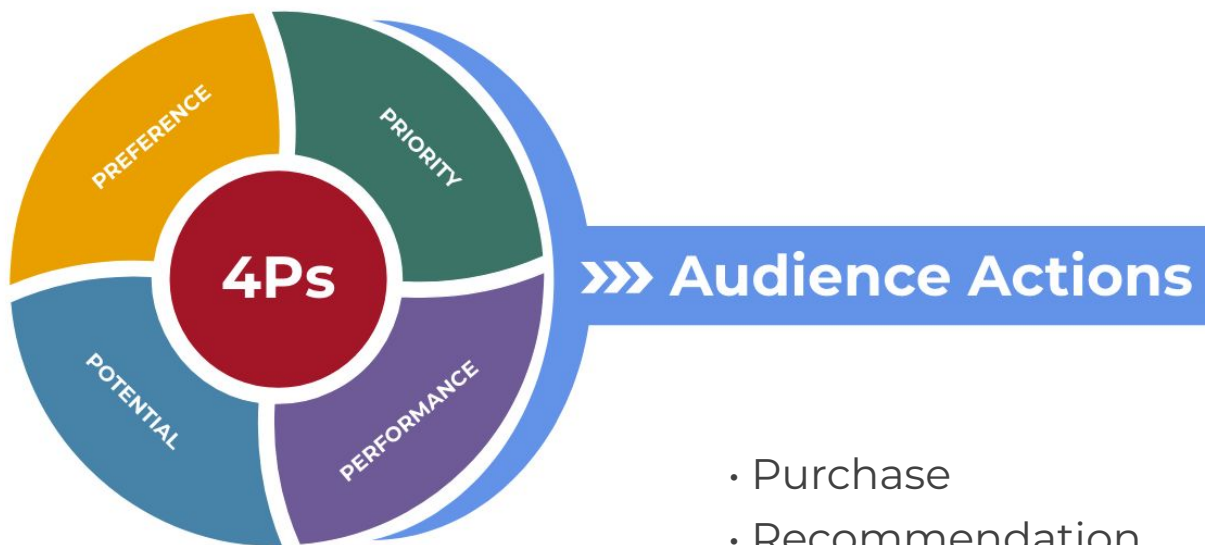 PREFERENCE
PRIORITY
4Ps
››› Audience Actions
POTENTIAL
PERFORMANCE
• Purchase
• Recommendation